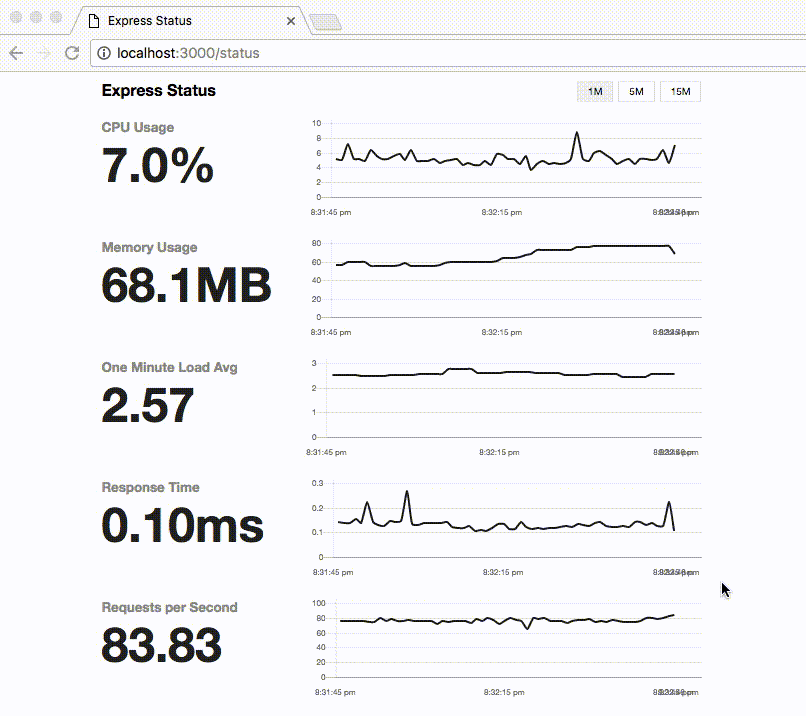 Express Status
localhost:3000/status
Express Status
1M 5M 15M
CPU Usage
7.0%
10
8
6
4
2
0
8:31:45 pm 8:32:15 pm
Memory Usage
68.1MB
80
60
40
20
0
8:31:45 pm 8:32:15 pm
One Minute Load Avg
2.57
3
2
1
0
8:31:45 pm 8:32:15 pm
Response Time
0.10ms
0.3
0.2
0.1
0
8:31:45 pm 8:32:15 pm
Requests per Second
83.83
100
80
60
40
20
0
8:31:45 pm 8:32:15 pm